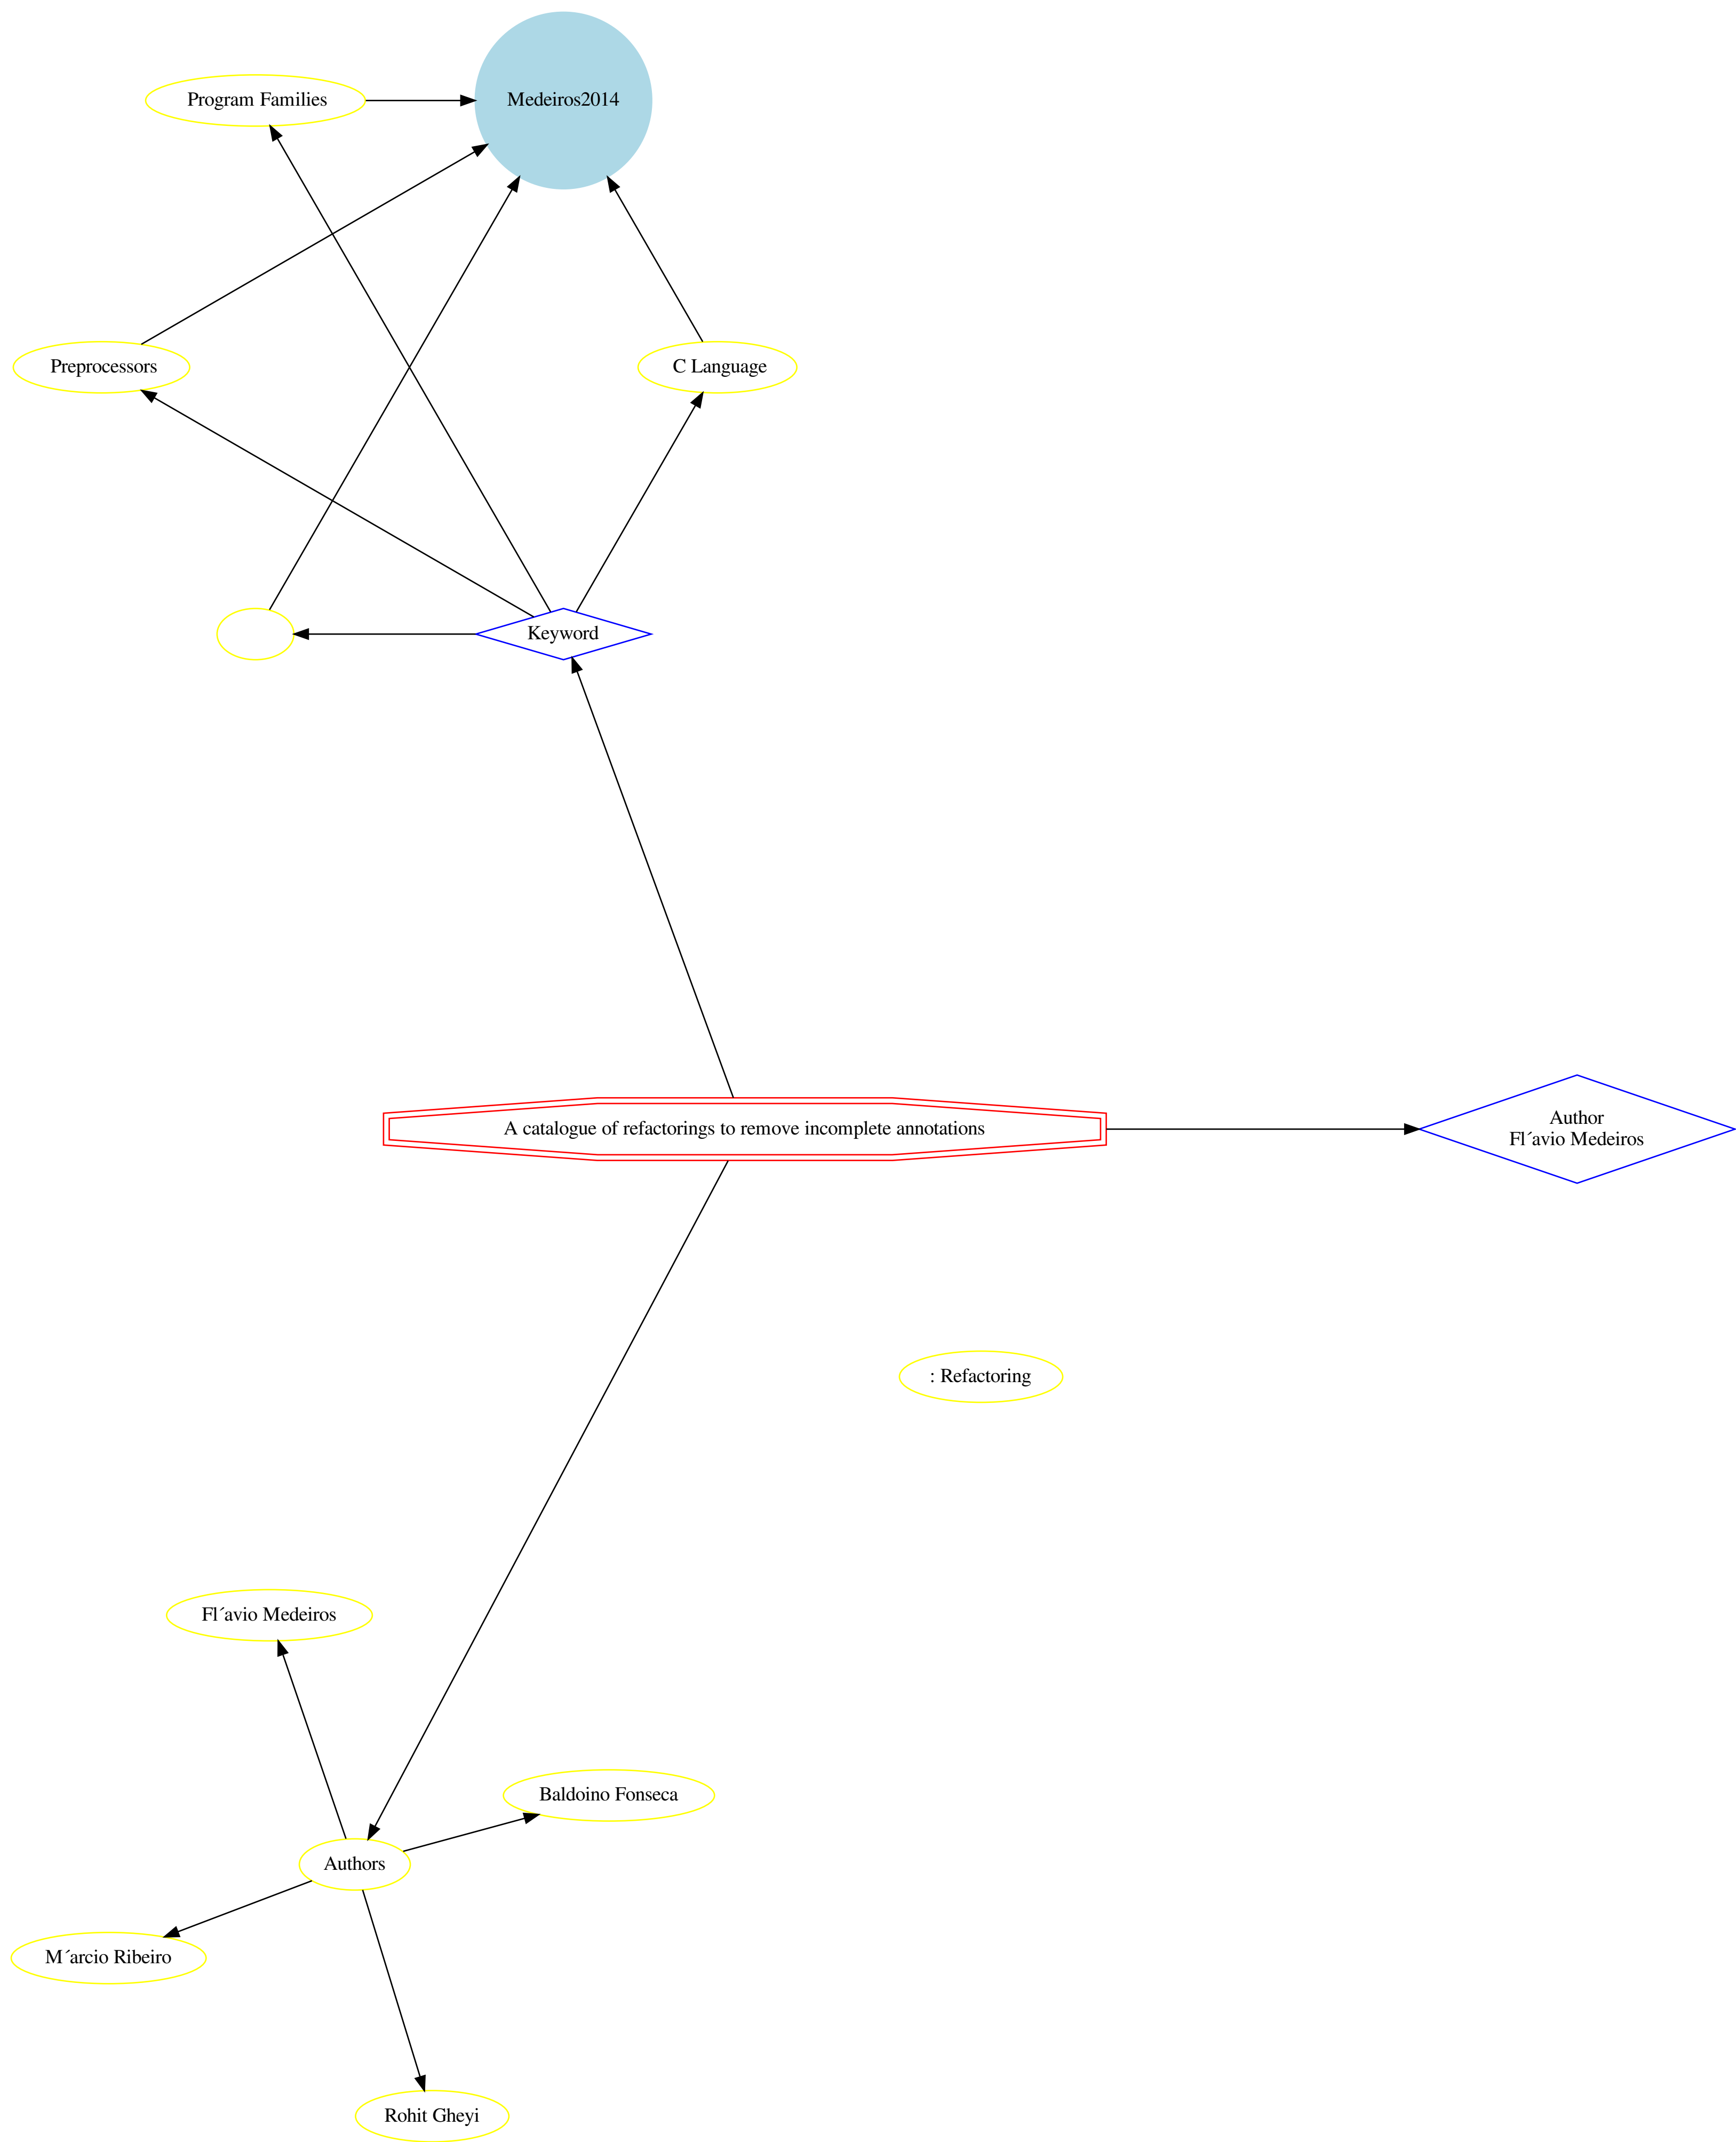 Program Families
Medeiros2014
Preprocessors
C Language
Keyword
A catalogue of refactorings to remove incomplete annotations
Author
Fl´avio Medeiros
: Refactoring
Fl´avio Medeiros
Baldoino Fonseca
Authors
M´arcio Ribeiro
Rohit Gheyi